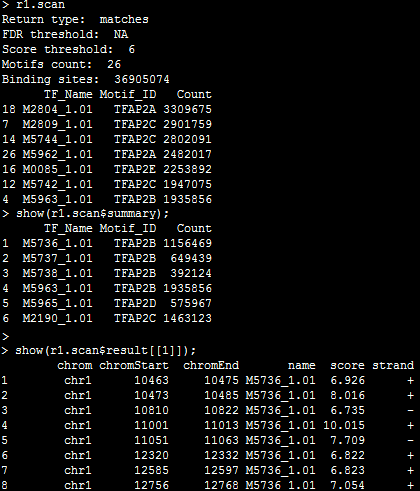 > r1.scan
Return type:  matches
FDR threshold:  NA
Score threshold:  6
Motifs count:  26
Binding sites:  36905074
      TF_Name Motif_ID   Count
18 M2804_1.01   TFAP2A 3309675
7  M2809_1.01   TFAP2C 2901759
14 M5744_1.01   TFAP2C 2802091
26 M5962_1.01   TFAP2A 2482017
16 M0085_1.01   TFAP2E 2253892
12 M5742_1.01   TFAP2C 1947075
4  M5963_1.01   TFAP2B 1935856
> show(r1.scan$summary);
      TF_Name Motif_ID   Count
1  M5736_1.01   TFAP2B 1156469
2  M5737_1.01   TFAP2B  649439
3  M5738_1.01   TFAP2B  392124
4  M5963_1.01   TFAP2B 1935856
5  M5965_1.01   TFAP2D  575967
6  M2190_1.01   TFAP2C 1463123
>
> show(r1.scan$result[[1]]);
       chrom chromStart  chromEnd       name  score strand
1       chr1      10463     10475 M5736_1.01  6.926      +
2       chr1      10473     10485 M5736_1.01  8.016      +
3       chr1      10810     10822 M5736_1.01  6.735      -
4       chr1      11001     11013 M5736_1.01 10.015      +
5       chr1      11051     11063 M5736_1.01  7.709      -
6       chr1      12320     12332 M5736_1.01  6.822      +
7       chr1      12585     12597 M5736_1.01  6.823      +
8       chr1      12756     12768 M5736_1.01  7.054      +